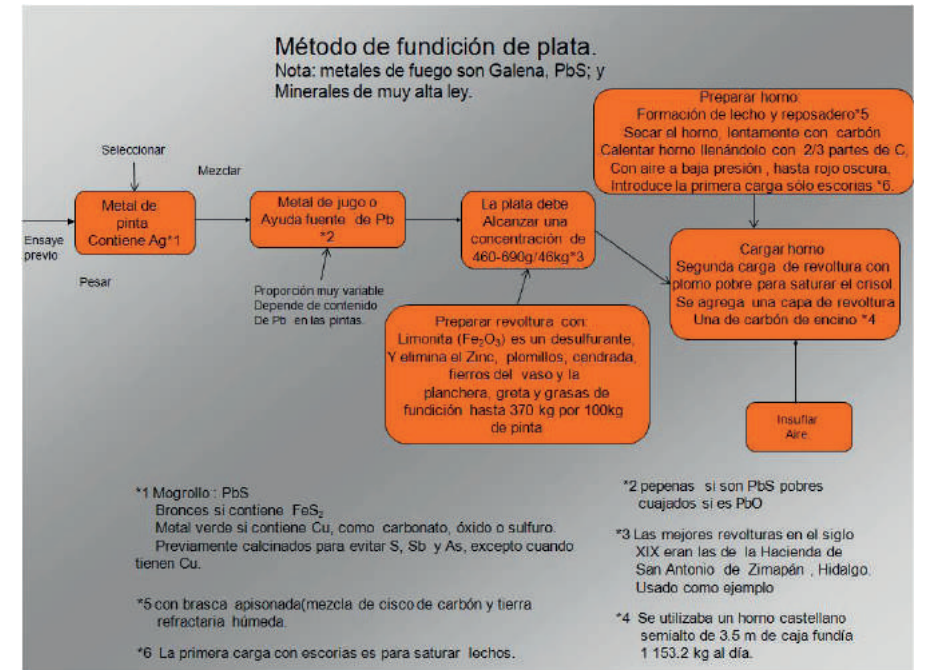 Método de fundición de plata.
Nota: metales de fuego son Galena, PbS; y
Minerales de muy alta ley.
Preparar horno:
Formación de lecho y reposadero*5
Secar el horno, lentamente con carbón
Calentar horno llenándolo con 2/3 partes de C,
Con aire a baja presión , hasta rojo oscura,
Introduce la primera carga sólo escorias *6.
Seleccionar
Mezclar
Ensaye
previo
Metal de
pinta
Contiene Ag*1
Pesar
Metal de jugo o
Ayuda fuente de Pb
*2
Proporción muy variable
Depende de contenido
De Pb en las pintas.
La plata debe
Alcanzar una
concentración de
460-690g/46kg*3
Preparar revoltura con:
Limonita (Fe₂O₃) es un desulfurante,
Y elimina el Zinc, plomillos, cendrada,
fierros del vaso y la
planchera, greta y grasas de
fundición hasta 370 kg por 100kg
de pinta
Cargar horno
Segunda carga de revoltura con
plomo pobre para saturar el crisol.
Se agrega una capa de revoltura
Una de carbón de encino *4
Insuflar
Aire.
*1 Mogrollo : PbS
Bronces si contiene FeS₂
Metal verde si contiene Cu, como carbonato, óxido o sulfuro.
Previamente calcinados para evitar S, Sb y As, excepto cuando
tienen Cu.
*5 con brasca apisonada(mezcla de cisco de carbón y tierra
refractaria húmeda.
*6 La primera carga con escorias es para saturar lechos.
*2 pepenas si son PbS pobres
cuajados si es PbO
*3 Las mejores revolturas en el siglo
XIX eran las de la Hacienda de
San Antonio de Zimapán , Hidalgo.
Usado como ejemplo
*4 Se utilizaba un horno castellano
semialto de 3.5 m de caja fundía
1 153.2 kg al día.